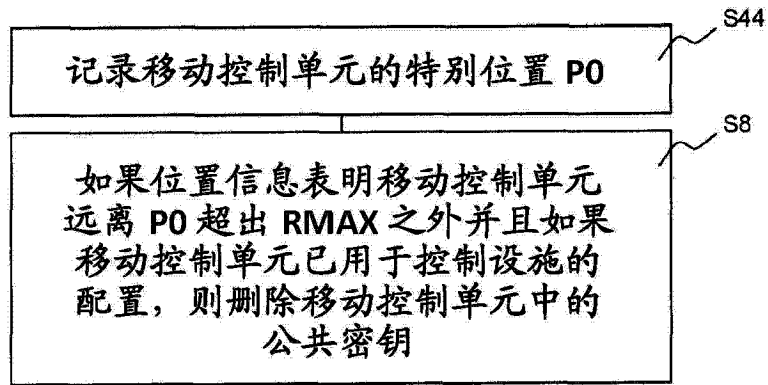 S44
记录移动控制单元的特别位置 P0
S8
如果位置信息表明移动控制单元
远离 P0 超出 RMAX 之外并且如果
移动控制单元已用于控制设施的
配置，则删除移动控制单元中的
公共密钥